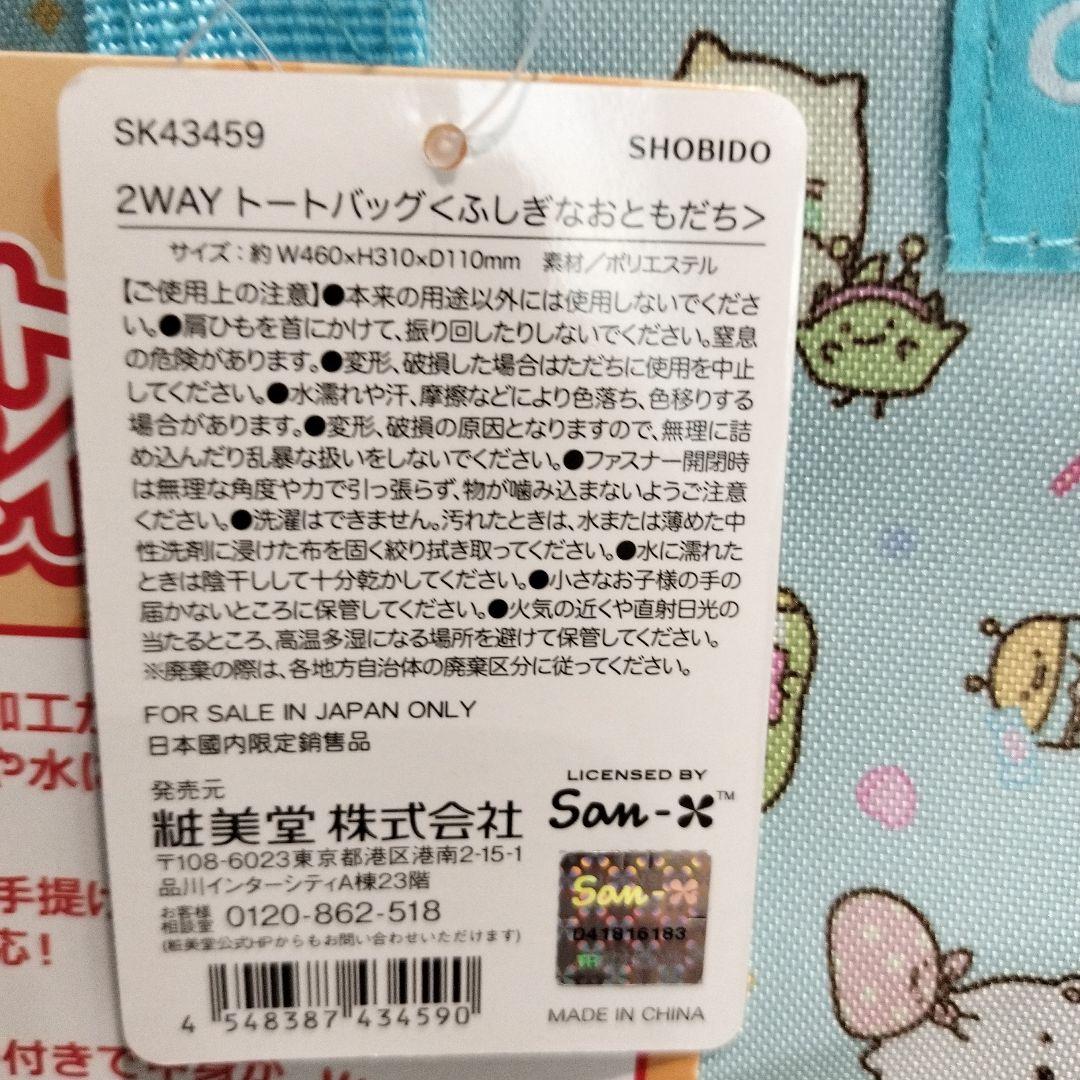 SK43459
SHOBIDO
2WAY トートバッグ<ふしぎなおともだち>
サイズ：約 W460×H310×D110mm 素材／ポリエステル
【ご使用上の注意】●本来の用途以外には使用しないでくださ
い。●肩ひもを首にかけて、振り回したりしないでください。窒息
の危険があります。●変形、破損した場合はただちに使用を中止
してください。●水濡れや汗、摩擦などにより色落ち、色移りする
場合があります。●変形、破損の原因となりますので、無理に詰
め込んだり乱暴な扱いをしないでください。●ファスナー開閉時
は無理な角度や力で引っ張らず、物が噛み込まないようご注意
ください。●洗濯はできません。汚れたときは、水または薄めた中
性洗剤に浸けた布を固く絞り拭き取ってください。●水に濡れた
ときは陰干しして十分乾かしてください。●小さなお子様の手の
届かないところに保管してください。●火気の近くや直射日光の
当たるところ、高温多湿になる場所を避けて保管してください。
※廃棄の際は、各地方自治体の廃棄区分に従ってください。
FOR SALE IN JAPAN ONLY
日本國内限定銷售品
発売元
粧美堂 株式会社
〒108-6023東京都港区港南2-15-1
品川インターシティA棟23階
お客様
相談室 0120-862-518
(粧美堂公式HPからもお問い合わせいただけます)
4 548387 434590
LICENSED BY
San-X™
San-X
D41816183
MADE IN CHINA
加工が
や水に
手提げ
応！
付きで